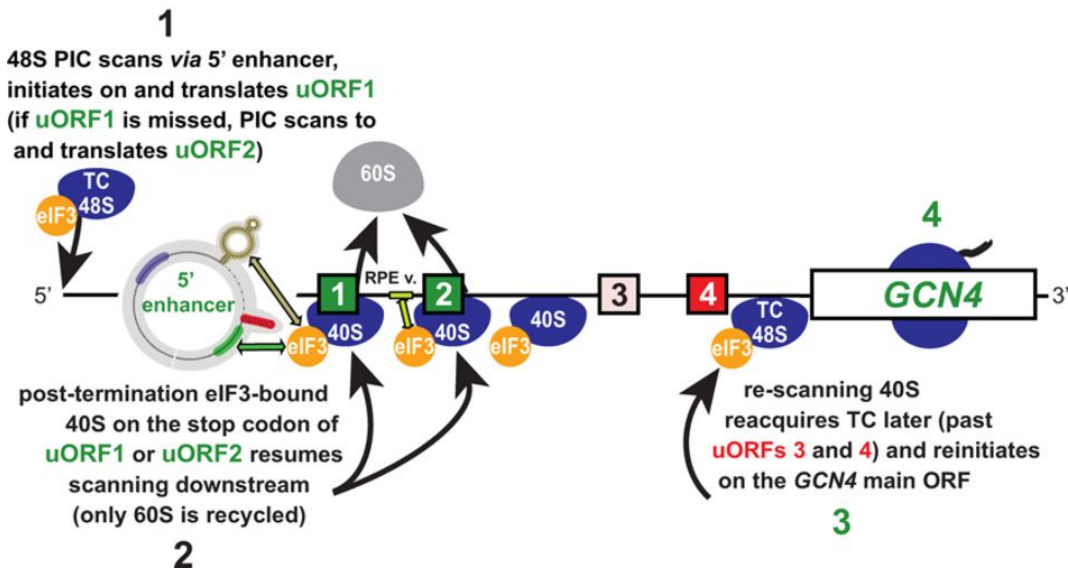 1
48S PIC scans via 5' enhancer,
initiates on and translates uORF1
(if uORF1 is missed, PIC scans to
and translates uORF2)
TC
48S
eIF3
60S
4
5'
5'
enhancer
1
RPE v.
2
3
4
GCN4
3'
eIF3
40S
eIF3
40S
eIF3
40S
TC
48S
eIF3
post-termination eIF3-bound
40S on the stop codon of
uORF1 or uORF2 resumes
scanning downstream
(only 60S is recycled)
2
re-scanning 40S
reacquires TC later (past
uORFs 3 and 4) and reinitiates
on the GCN4 main ORF
3